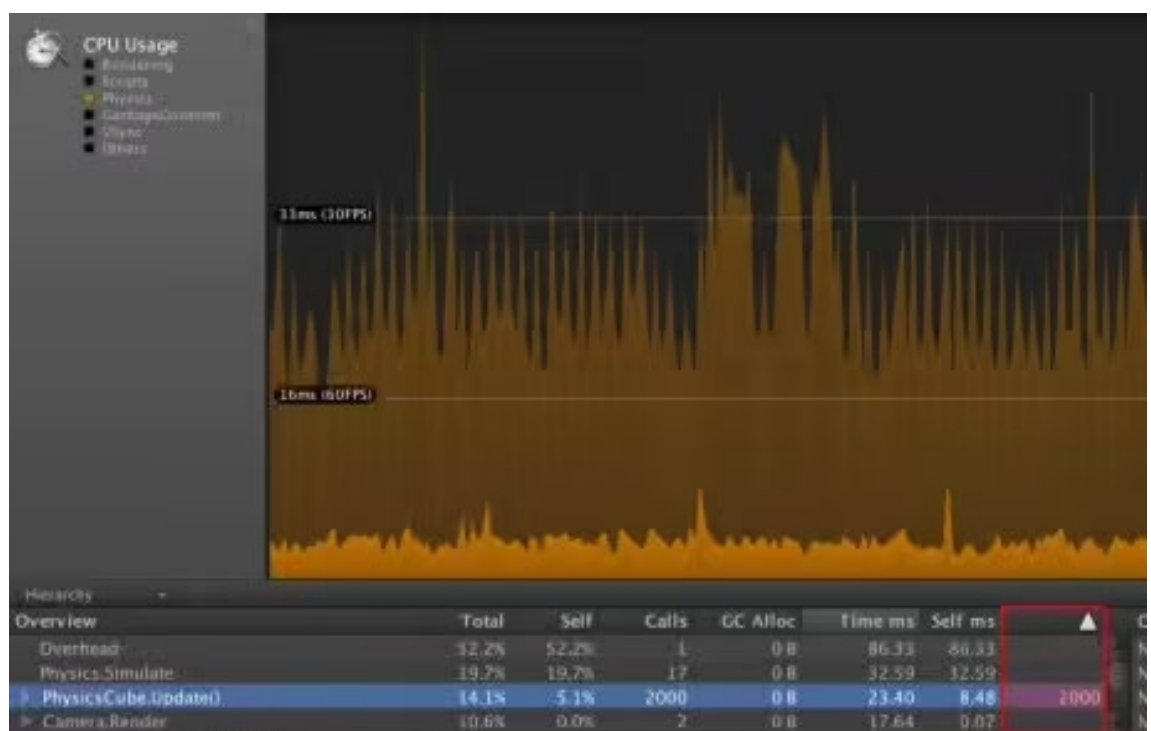 CPU Usage
Rendering
Scripts
Physics
GarbageCollector
VSync
Others
33ms (30FPS)
16ms (60FPS)
Hierarchy
Overview Total Self Calls GC Alloc Time ms Self ms
Overhead 52.2% 52.2% 1 0 B 86.33 86.33
Physics.Simulate 19.7% 19.7% 17 0 B 32.59 32.59
PhysicsCube.Update() 14.1% 5.1% 2000 0 B 23.40 8.48 2000
Camera.Render 10.6% 0.0% 2 0 B 17.64 0.07